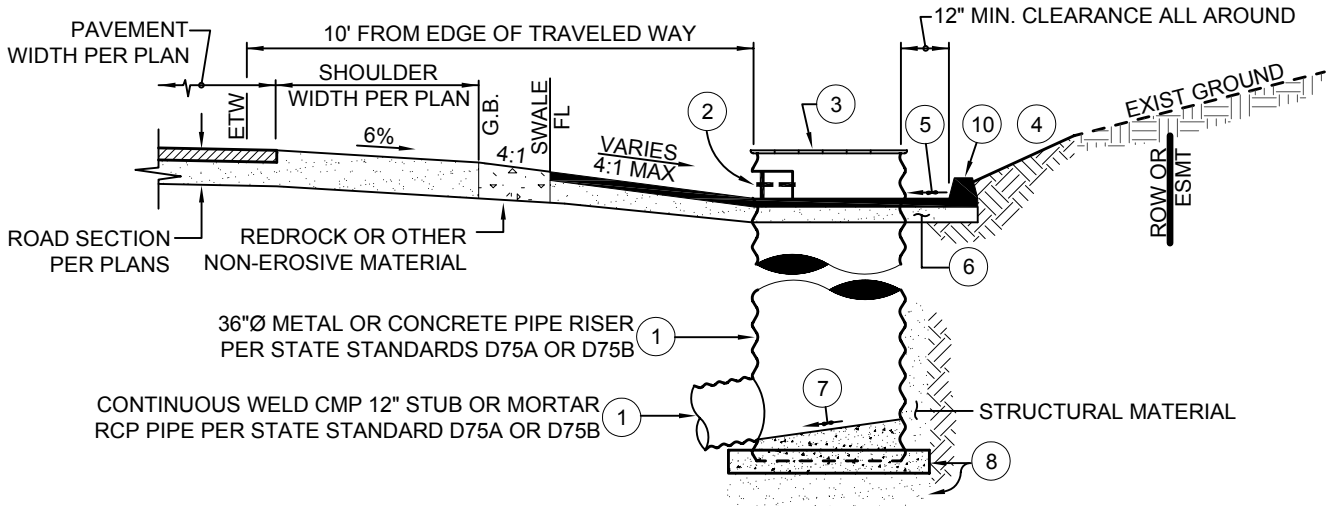 PAVEMENT
WIDTH PER PLAN
10' FROM EDGE OF TRAVELED WAY
12" MIN. CLEARANCE ALL AROUND
SHOULDER
WIDTH PER PLAN
ETW
G.B.
SWALE
FL
6%
4:1
VARIES
4:1 MAX
2
3
5
10
4
EXIST GROUND
ROW OR
ESMT
ROAD SECTION
PER PLANS
REDROCK OR OTHER
NON-EROSIVE MATERIAL
6
36"Ø METAL OR CONCRETE PIPE RISER
PER STATE STANDARDS D75A OR D75B
1
CONTINUOUS WELD CMP 12" STUB OR MORTAR
RCP PIPE PER STATE STANDARD D75A OR D75B
1
7
STRUCTURAL MATERIAL
8